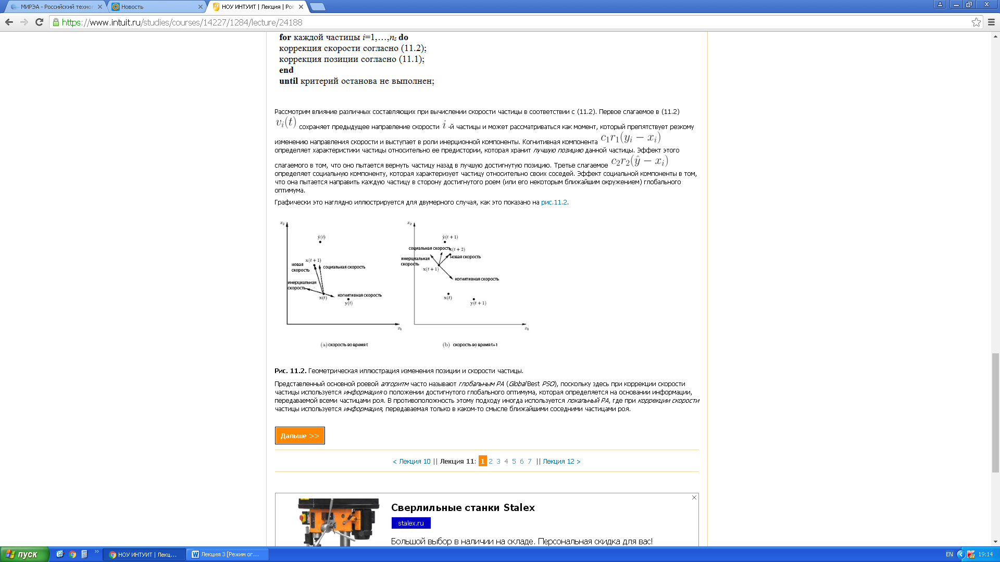 МИРЭА - Российский технол
Новость
НОУ ИНТУИТ | Лекция | Рое
https://www.intuit.ru/studies/courses/14227/1284/lecture/24188
for каждой частицы i=1,…,ns do
коррекция скорости согласно (11.2);
коррекция позиции согласно (11.1);
end
until критерий останова не выполнен;
Рассмотрим влияние различных составляющих при вычислении скорости частицы в соответствии с (11.2). Первое слагаемое в (11.2)
v_i(t) сохраняет предыдущее направление скорости i -й частицы и может рассматриваться как момент, который препятствует резкому
изменению направления скорости и выступает в роли инерционной компоненты. Когнитивная компонента c_1r_1(y_i − x_i)
определяет характеристики частицы относительно ее предистории, которая хранит лучшую позицию данной частицы. Эффект этого
слагаемого в том, что оно пытается вернуть частицу назад в лучшую достигнутую позицию. Третье слагаемое c_2r_2(ŷ − x_i)
определяет социальную компоненту, которая характеризует частицу относительно своих соседей. Эффект социальной компоненты в том,
что она пытается направить каждую частицу в сторону достигнутого роем (или его некоторым ближайшим окружением) глобального
оптимума.
Графически это наглядно иллюстрируется для двумерного случая, как это показано на рис.11.2.
x₂
ŷ(t)
x(t + 1)
новая
скорость
социальная скорость
инерциальная
скорость
x(t)
когнитивная скорость
y(t)
x₁
(a) скорость во время t
x₂
ŷ(t + 1)
социальная скорость
x(t + 2)
инерциальная
скорость
новая скорость
x(t + 1)
когнитивная скорость
x(t)
y(t + 1)
x₁
(b) скорость во время t+1
Рис. 11.2. Геометрическая иллюстрация изменения позиции и скорости частицы.
Представленный основной роевой алгоритм часто называют глобальным РА (Global Best PSO), поскольку здесь при коррекции скорости
частицы используется информация о положении достигнутого глобального оптимума, которая определяется на основании информации,
передаваемой всеми частицами роя. В противоположность этому подходу иногда используется локальный РА, где при коррекции скорости
частицы используется информация, передаваемая только в каком-то смысле ближайшими соседними частицами роя.
Дальше >>
< Лекция 10 || Лекция 11: 1 2 3 4 5 6 7 || Лекция 12 >
Сверлильные станки Stalex
stalex.ru
Большой выбор в наличии на складе. Персональная скидка для вас!
пуск
НОУ ИНТУИТ | Лекц...
Лекция 3 [Режим ог...
EN
19:14